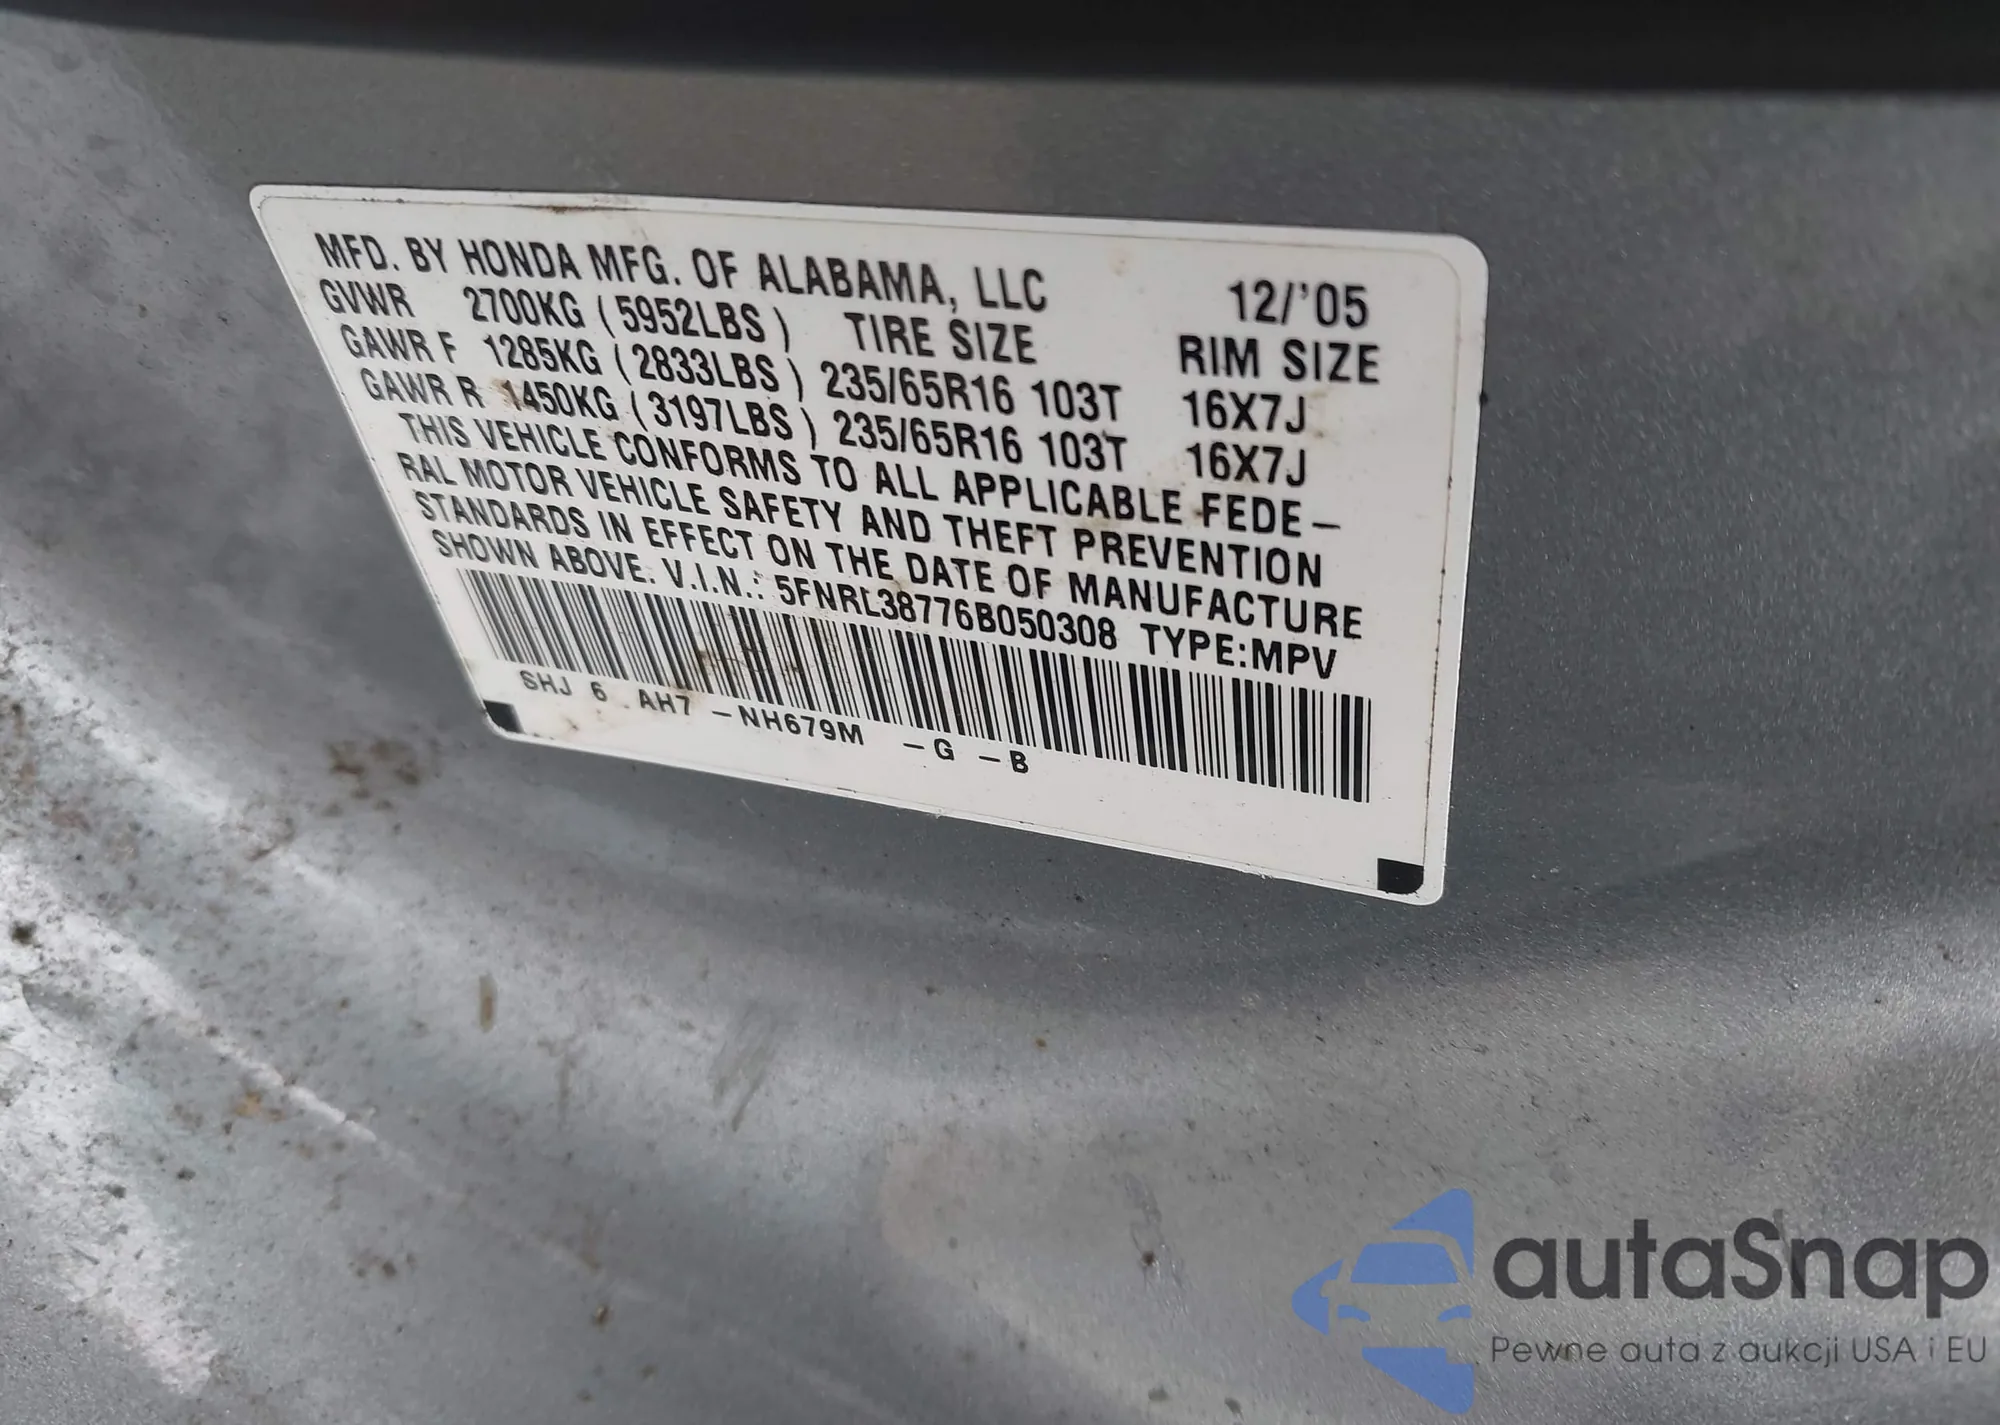 MFD. BY HONDA MFG. OF ALABAMA, LLC 12/'05
GVWR 2700KG (5952LBS) TIRE SIZE RIM SIZE
GAWR F 1285KG (2833LBS) 235/65R16 103T 16X7J
GAWR R 1450KG (3197LBS) 235/65R16 103T 16X7J
THIS VEHICLE CONFORMS TO ALL APPLICABLE FEDE–
RAL MOTOR VEHICLE SAFETY AND THEFT PREVENTION
STANDARDS IN EFFECT ON THE DATE OF MANUFACTURE
SHOWN ABOVE. V.I.N.: 5FNRL38776B050308 TYPE:MPV
SHJ 6 AH7 –NH679M –G –B
autaSnap
Pewne auta z aukcji USA i EU